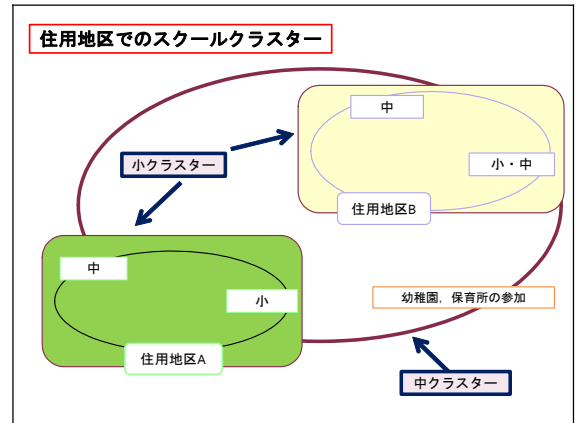 住用地区でのスクールクラスター
中
小クラスター
小・中
住用地区B
中
小
幼稚園，保育所の参加
住用地区A
中クラスター